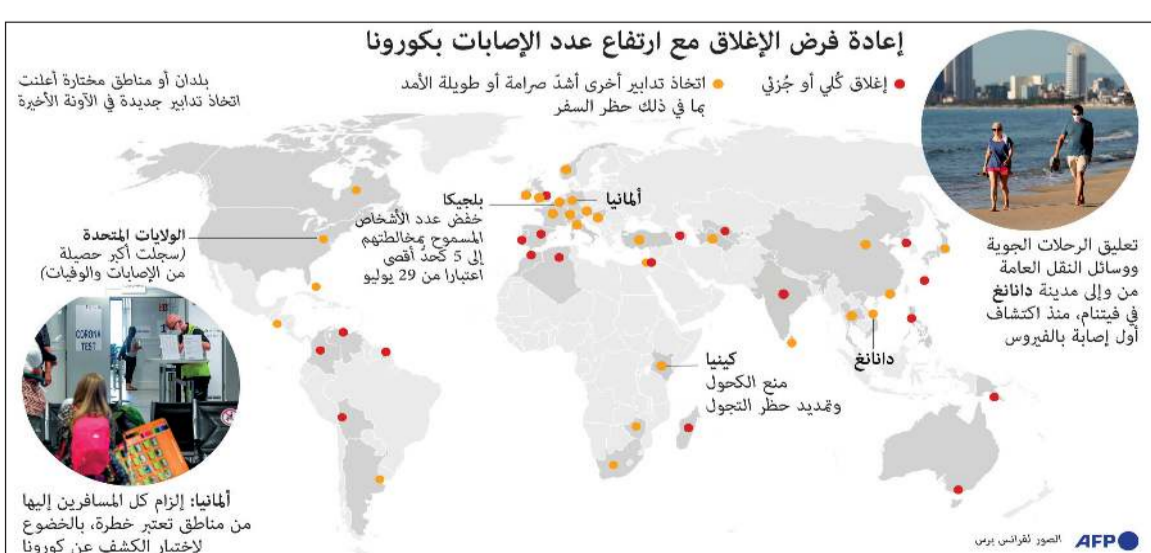 إعادة فرض الإغلاق مع ارتفاع عدد الإصابات بكورونا
إغلاق كُلي أو جُزئي
اتخاذ تدابير أخرى أشدّ صرامة أو طويلة الأمد
بما في ذلك حظر السفر
بلدان أو مناطق مختارة أعلنت
اتخاذ تدابير جديدة في الآونة الأخيرة
تعليق الرحلات الجوية
ووسائل النقل العامة
من وإلى مدينة دانانغ
في فيتنام، منذ اكتشاف
أول إصابة بالفيروس
دانانغ
ألمانيا
بلجيكا
خفض عدد الأشخاص
المسموح بمخالطتهم
إلى 5 كحدّ أقصى
اعتبارا من 29 يوليو
كينيا
منع الكحول
وتمديد حظر التجول
الولايات المتحدة
(سجلت أكبر حصيلة
من الإصابات والوفيات)
CORONA
TEST
ألمانيا: إلزام كل المسافرين إليها
من مناطق تعتبر خطرة، بالخضوع
لاختبار الكشف عن كورونا
الصور لفرانس برس
AFP